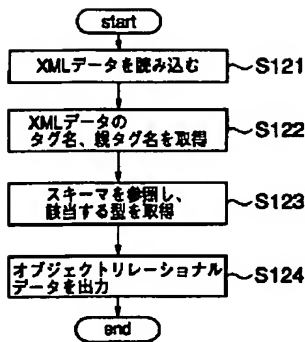 start
XMLデータを読み込む
S121
XMLデータの
タグ名、親タグ名を取得
S122
スキーマを参照し、
該当する型を取得
S123
オブジェクトリレーショナル
データを出力
S124
end